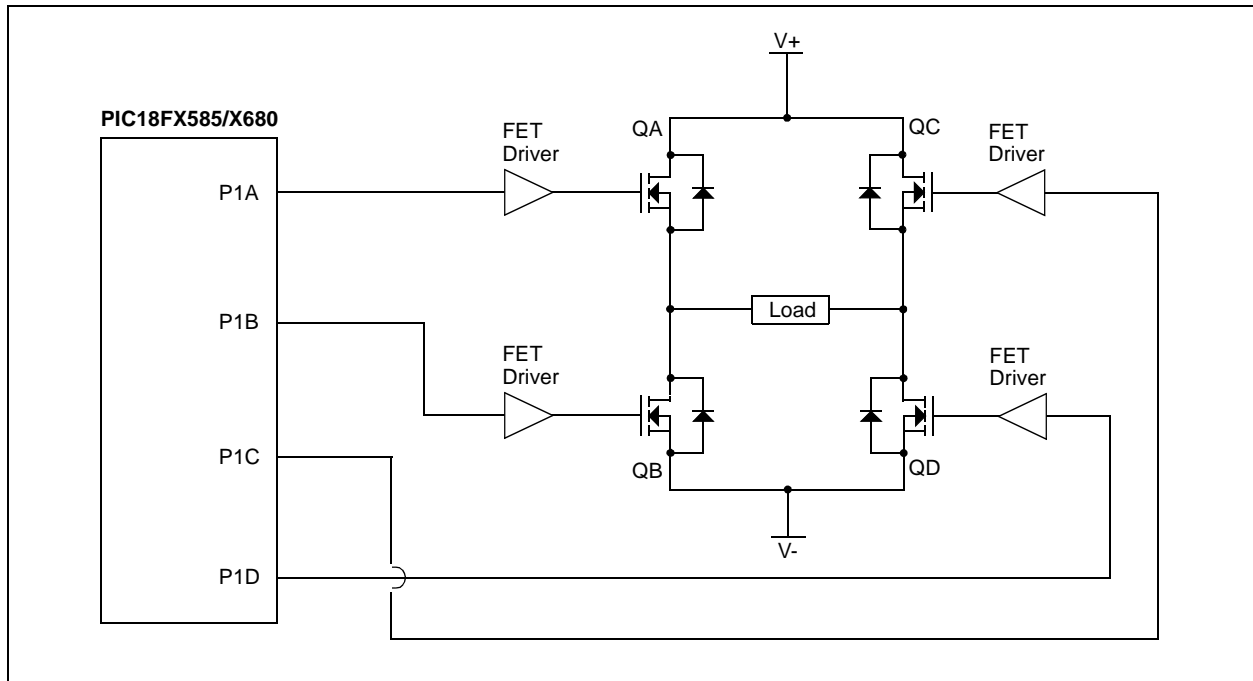 V+
PIC18FX585/X680
QA
FET
Driver
QC
FET
Driver
P1A
P1B
Load
FET
Driver
FET
Driver
P1C
QB
QD
V-
P1D